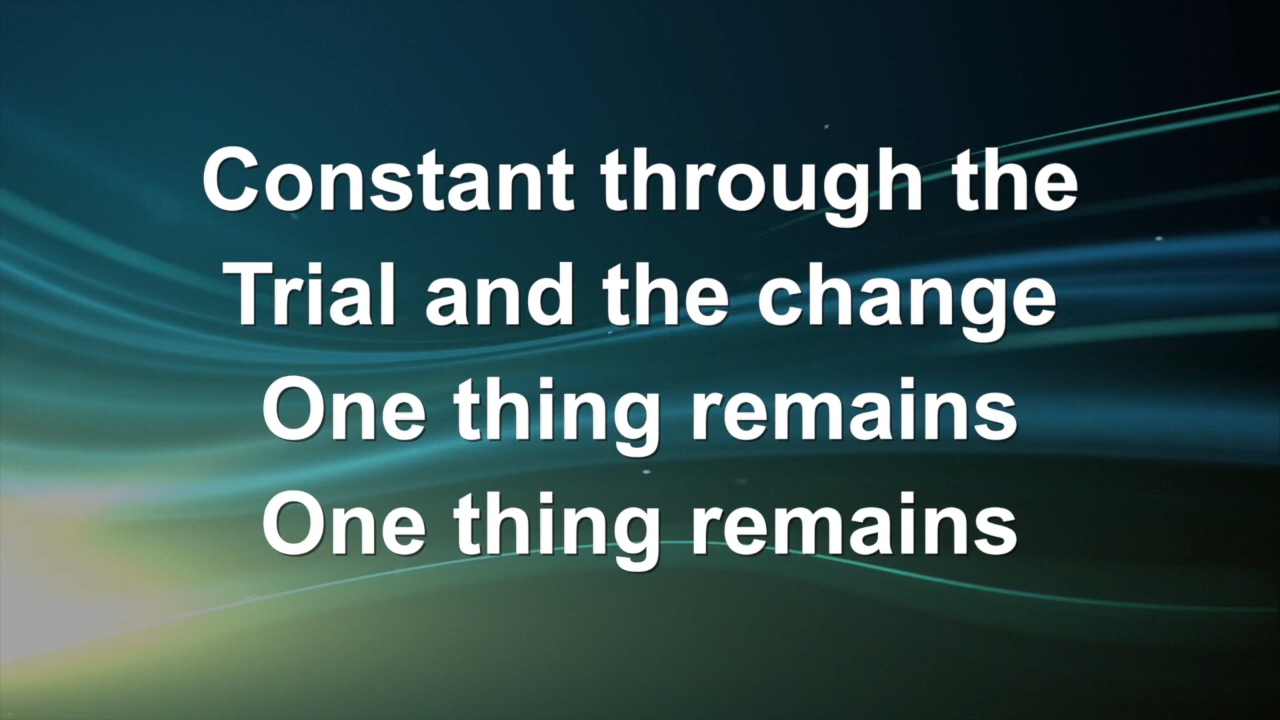 Constant through the
Trial and the change
One thing remains
One thing remains